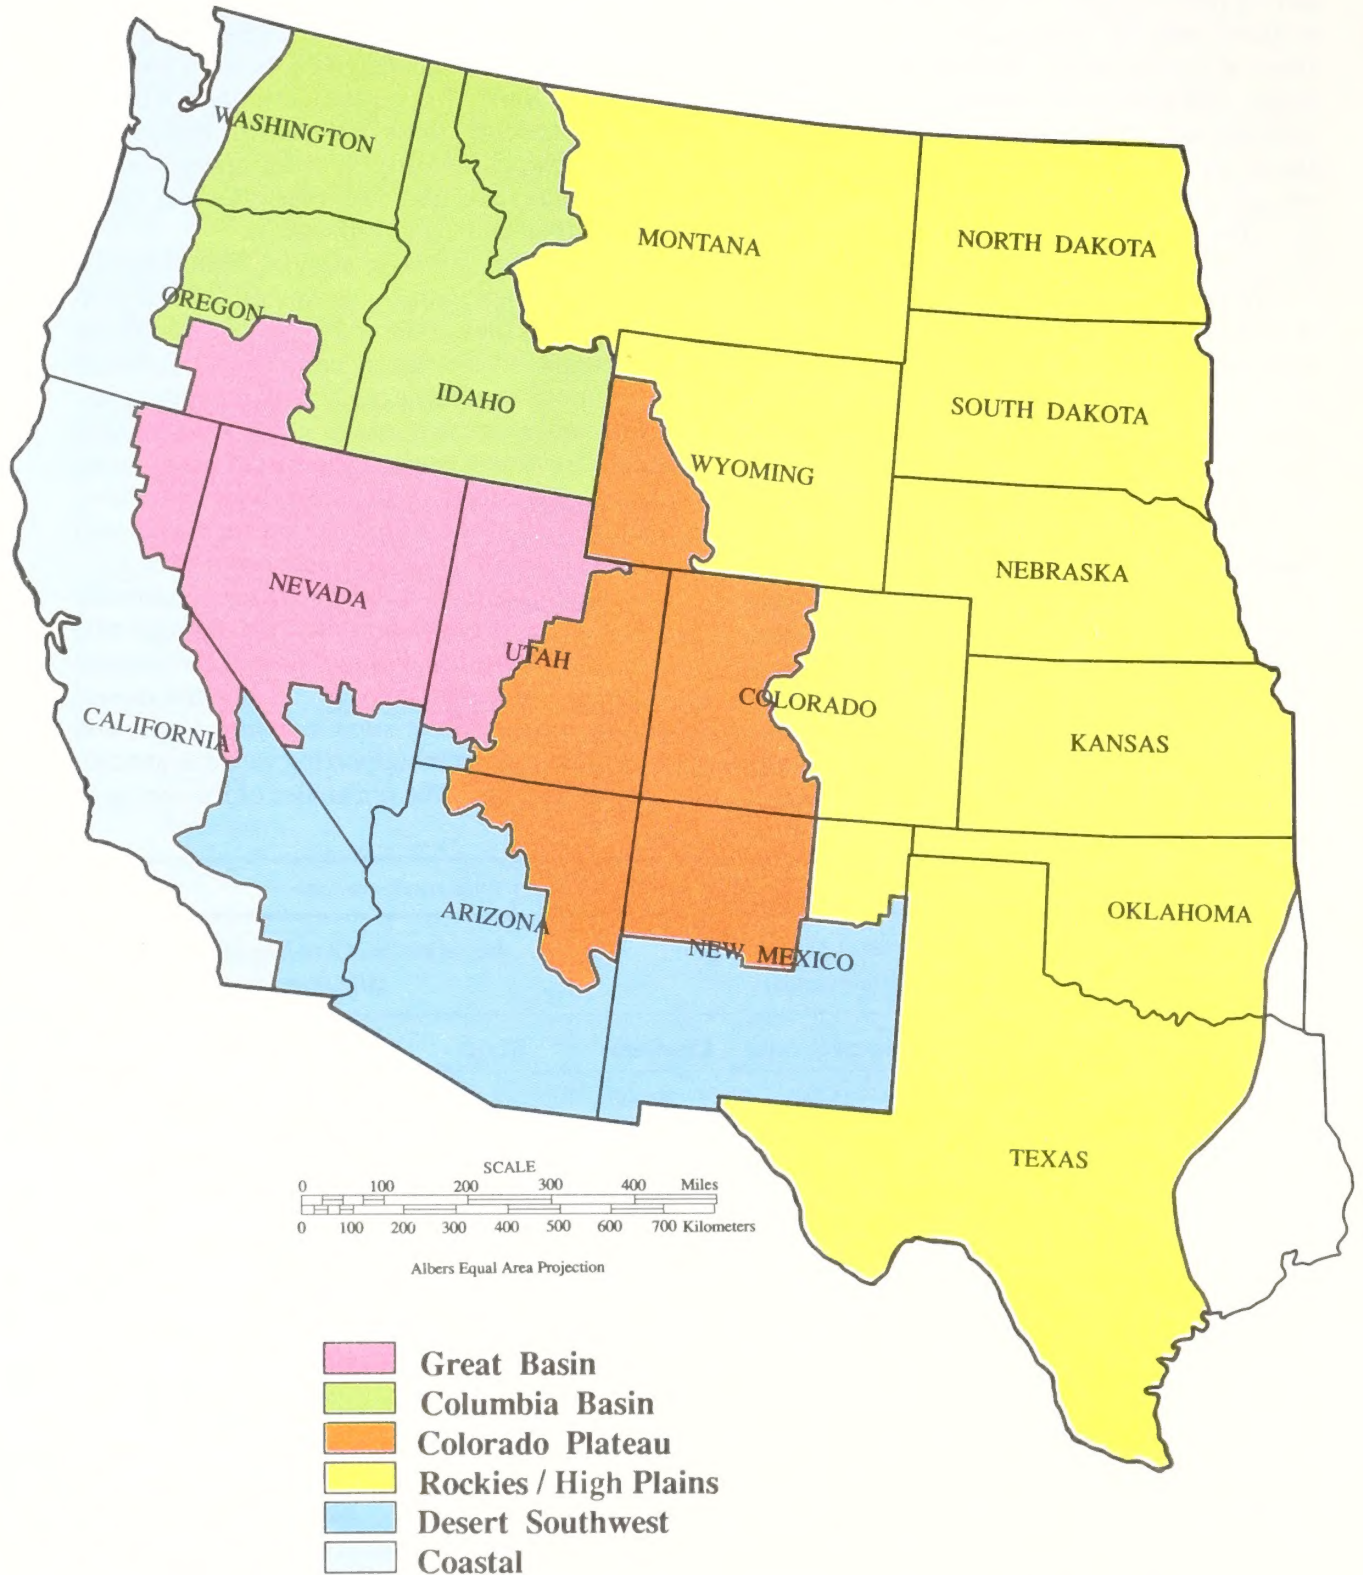 WASHINGTON
MONTANA
NORTH DAKOTA
OREGON
IDAHO
SOUTH DAKOTA
WYOMING
NEVADA
NEBRASKA
UTAH
COLORADO
CALIFORNIA
KANSAS
ARIZONA
NEW MEXICO
OKLAHOMA
TEXAS
SCALE
0 100 200 300 400 Miles
0 100 200 300 400 500 600 700 Kilometers
Albers Equal Area Projection
Great Basin
Columbia Basin
Colorado Plateau
Rockies / High Plains
Desert Southwest
Coastal